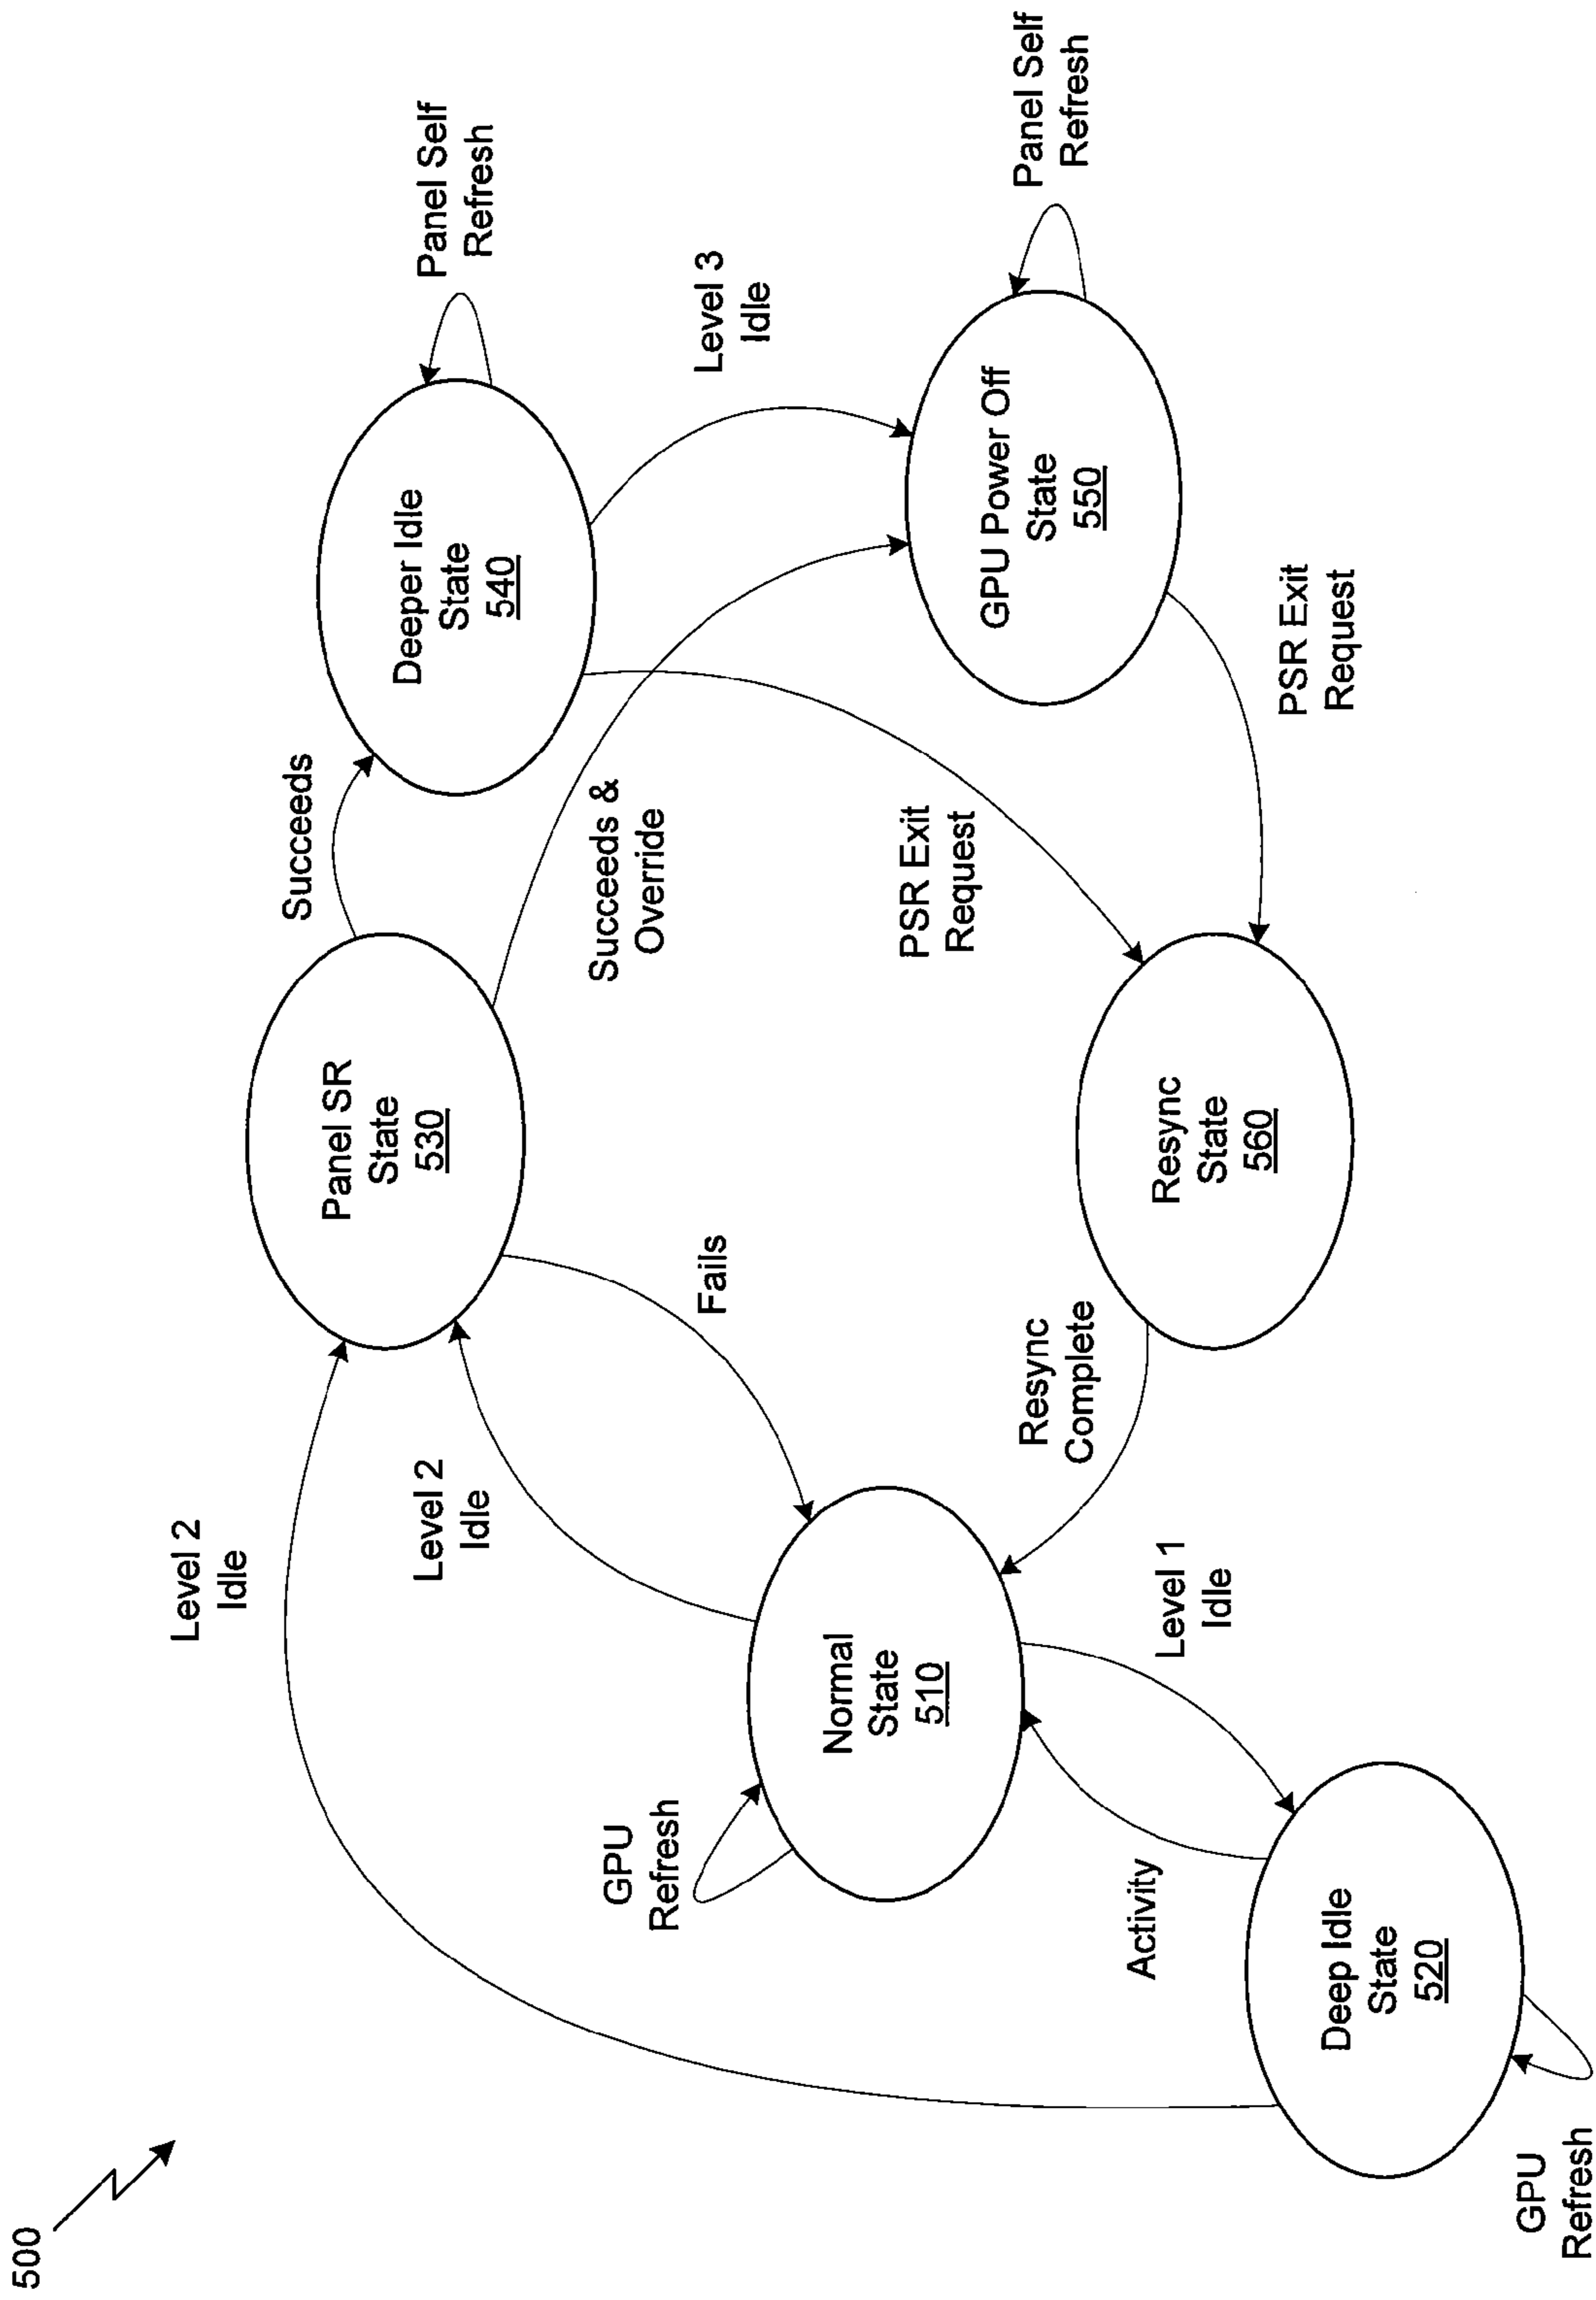 500
Panel SR
State
530
Succeeds
Deeper Idle
State
540
Panel Self
Refresh
Level 2
Idle
Level 2
Idle
Fails
Succeeds &
Override
Level 3
Idle
GPU
Refresh
Normal
State
510
Resync
Complete
PSR Exit
Request
GPU Power Off
State
550
Panel Self
Refresh
Activity
Level 1
Idle
Resync
State
560
PSR Exit
Request
Deep Idle
State
520
GPU
Refresh